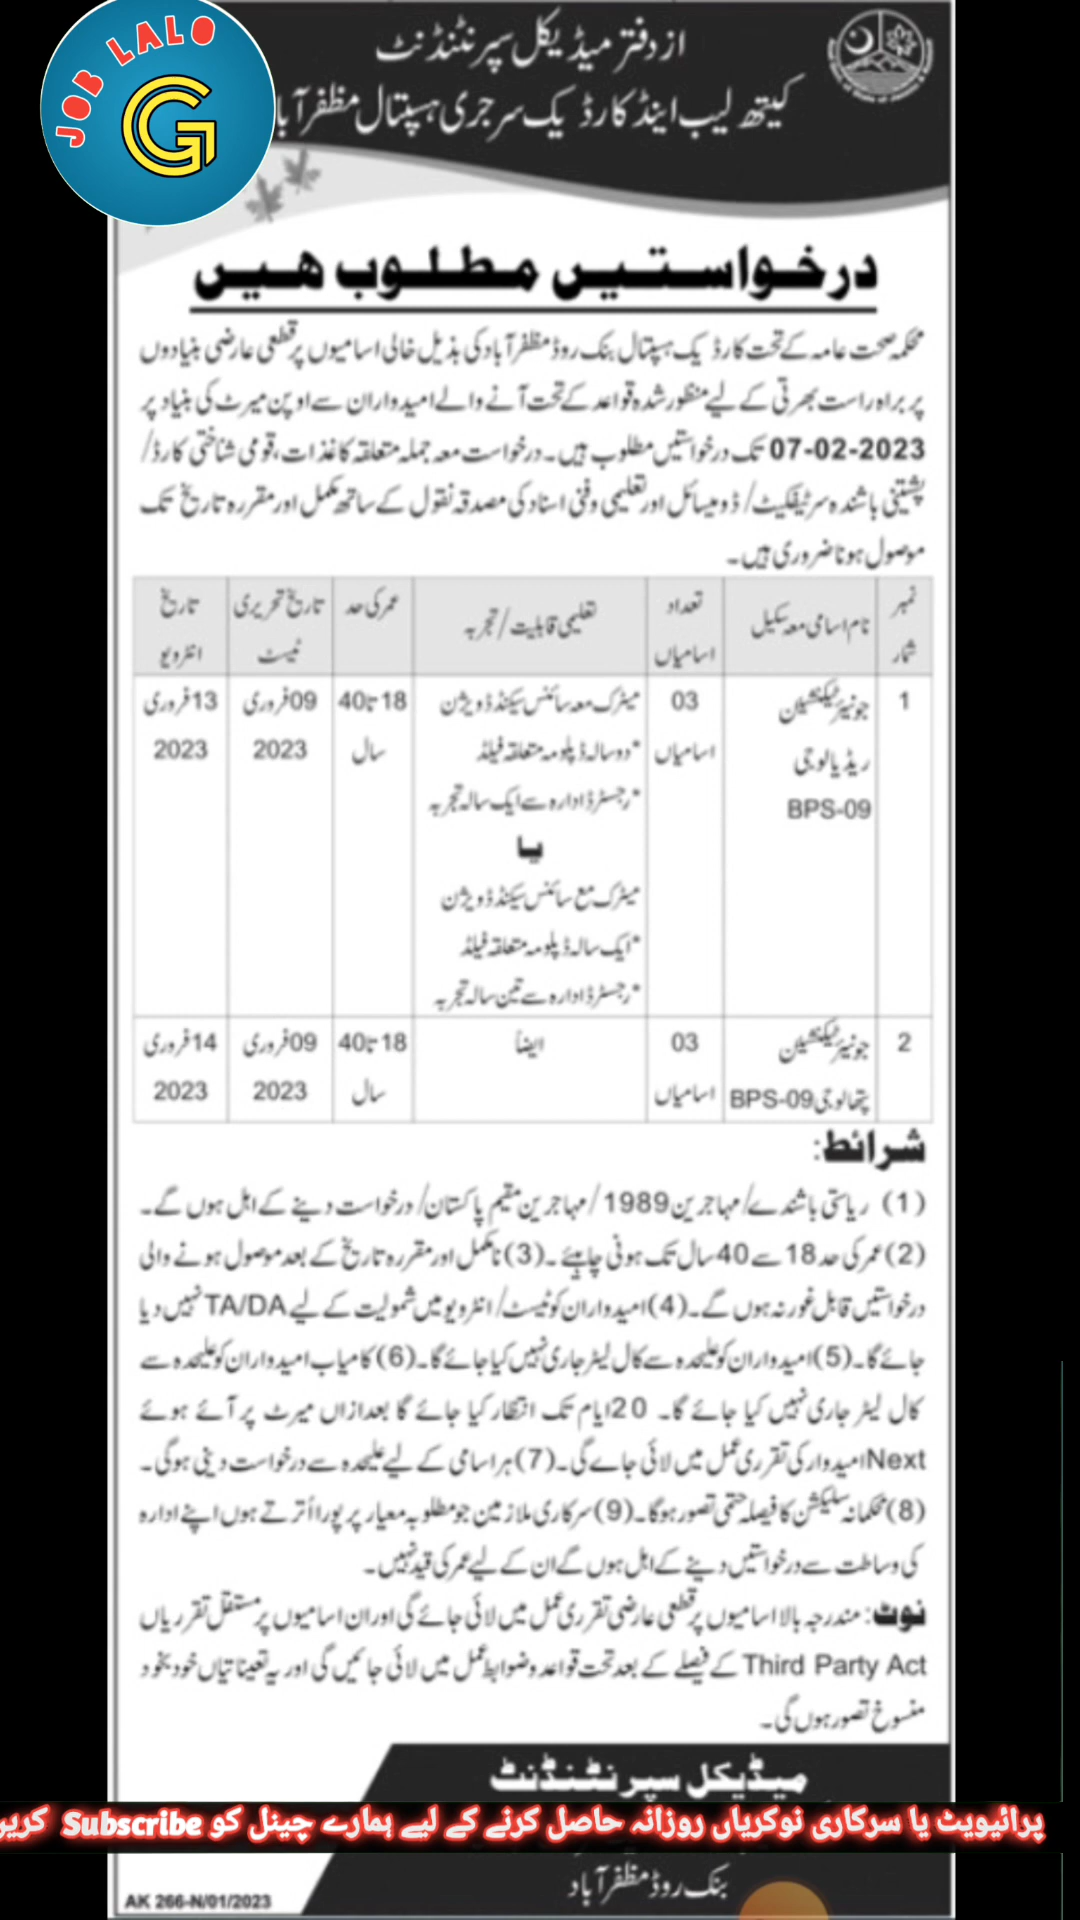 JOB LALO
G
از دفتر میڈیکل سپرنٹنڈنٹ
کیتھ لیب اینڈ کارڈیک سرجری ہسپتال مظفرآبا
درخواستیں مطلوب ھیں
محکمہ صحت عامہ کے تحت کارڈیک ہسپتال بنک روڈ مظفرآباد کی بذیل خالی اسامیوں پر قطعی عارضی بنیادوں
پر براہ راست بھرتی کے لیے منظور شدہ قواعد کے تحت آنے والے امیدواران سے اوپن میرٹ کی بنیاد پر
07-02-2023 تک درخواستیں مطلوب ہیں۔ درخواست معہ جملہ متعلقہ کاغذات، قومی شناختی کارڈ/
پشتینی باشندہ سرٹیفکیٹ/ ڈومیسائل اور تعلیمی وفنی اسناد کی مصدقہ نقول کے ساتھ مکمل اور مقررہ تاریخ تک
موصول ہونا ضروری ہیں۔
نمبر شمار | نام اسامی معہ سکیل | تعداد اسامیاں | تعلیمی قابلیت/ تجربہ | عمر کی حد | تاریخ تحریری ٹیسٹ | تاریخ انٹرویو
1 | جونیئر ٹیکنیشن ریڈیالوجی BPS-09 | 03 اسامیاں | میٹرک معہ سائنس سیکنڈ ڈویژن | 18 تا 40 سال | 09 فروری 2023 | 13 فروری 2023
*دو سالہ ڈپلومہ متعلقہ فیلڈ
*رجسٹرڈ ادارہ سے ایک سالہ تجربہ
یا
میٹرک مع سائنس سیکنڈ ڈویژن
*ایک سالہ ڈپلومہ متعلقہ فیلڈ
*رجسٹرڈ ادارہ سے تین سالہ تجربہ
2 | جونیئر ٹیکنیشن پتھالوجی BPS-09 | 03 اسامیاں | ایضاً | 18 تا 40 سال | 09 فروری 2023 | 14 فروری 2023
شرائط:
(1) ریاستی باشندے/ مہاجرین 1989/ مہاجرین مقیم پاکستان/ درخواست دینے کے اہل ہوں گے۔
(2) عمر کی حد 18 سے 40 سال تک ہونی چاہیئے۔ (3) نامکمل اور مقررہ تاریخ کے بعد موصول ہونے والی
درخواستیں قابل غور نہ ہوں گے۔ (4) امیدواران کو ٹیسٹ/ انٹرویو میں شمولیت کے لیے TA/DA نہیں دیا
جائے گا۔ (5) امیدواران کو علیحدہ سے کال لیٹر جاری نہیں کیا جائے گا۔ (6) کامیاب امیدواران کو علیحدہ سے
کال لیٹر جاری نہیں کیا جائے گا۔ 20 ایام تک انتظار کیا جائے گا بعد ازاں میرٹ پر آئے ہوئے
Next امیدوار کی تقرری عمل میں لائی جاے گی۔ (7) ہر اسامی کے لیے علیحدہ سے درخواست دینی ہوگی۔
(8) محکمانہ سلیکشن کا فیصلہ حتمی تصور ہوگا۔ (9) سرکاری ملازمین جو مطلوبہ معیار پر پورا اُترتے ہوں اپنے ادارہ
کی وساطت سے درخواستیں دینے کے اہل ہوں گے ان کے لیے عمر کی قید نہیں۔
نوٹ: مندرجہ بالا اسامیوں پر قطعی عارضی تقرری عمل میں لائی جائے گی اور ان اسامیوں پر مستقل تقرریاں
Third Party Act کے فیصلے کے بعد تحت قواعد و ضوابط عمل میں لائی جائیں گی اور یہ تعیناتیاں خود بخود
منسوخ تصور ہوں گی۔
میڈیکل سپرنٹنڈنٹ
پرائیویٹ یا سرکاری نوکریاں روزانہ حاصل کرنے کے لیے ہمارے چینل کو Subscribe کریں
بنک روڈ مظفرآباد
AK 266-N/01/2023